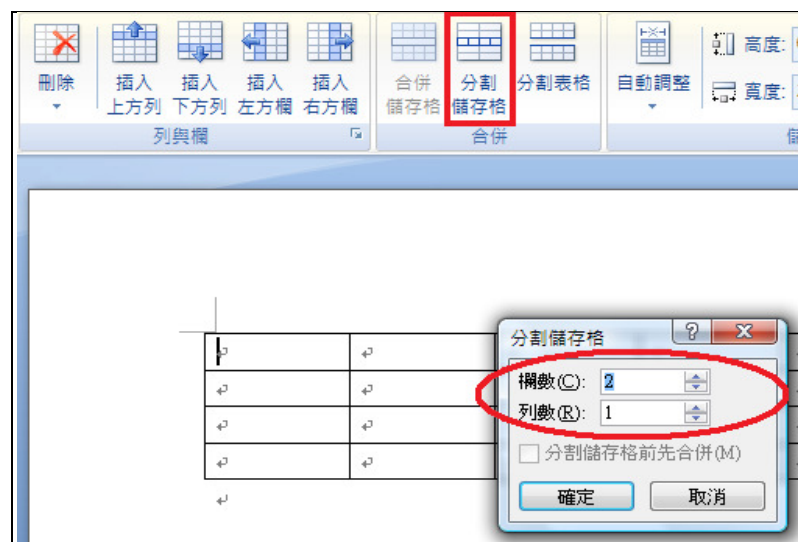 刪除 插入 插入 插入 插入 合併 分割 分割表格 自動調整 高度:
上方列 下方列 左方欄 右方欄 儲存格 儲存格 寬度:
列與欄 合併
分割儲存格
欄數(C): 2
列數(R): 1
分割儲存格前先合併(M)
確定 取消